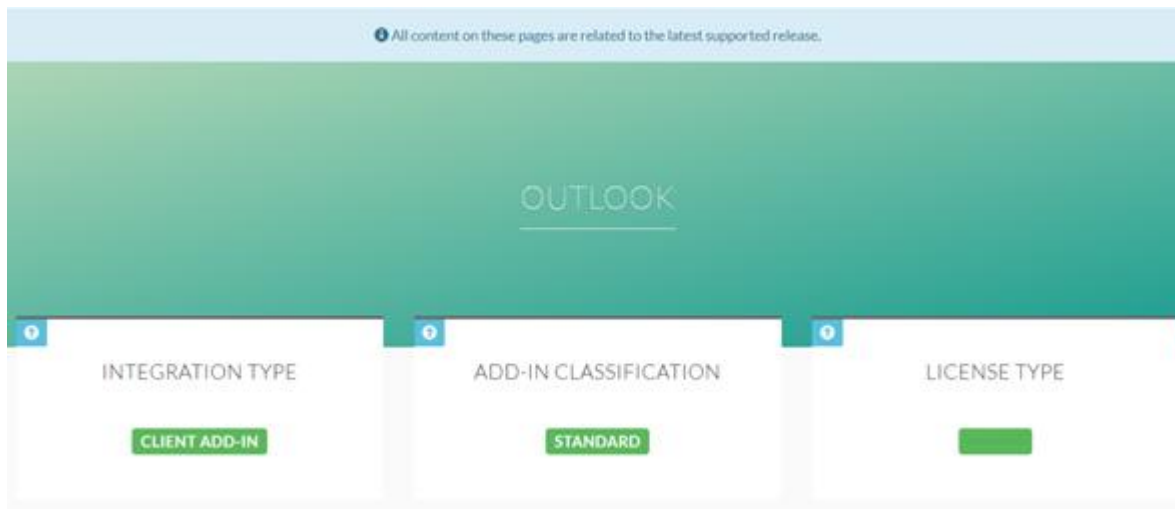 All content on these pages are related to the latest supported release.
OUTLOOK
INTEGRATION TYPE
ADD-IN CLASSIFICATION
LICENSE TYPE
CLIENT ADD-IN
STANDARD